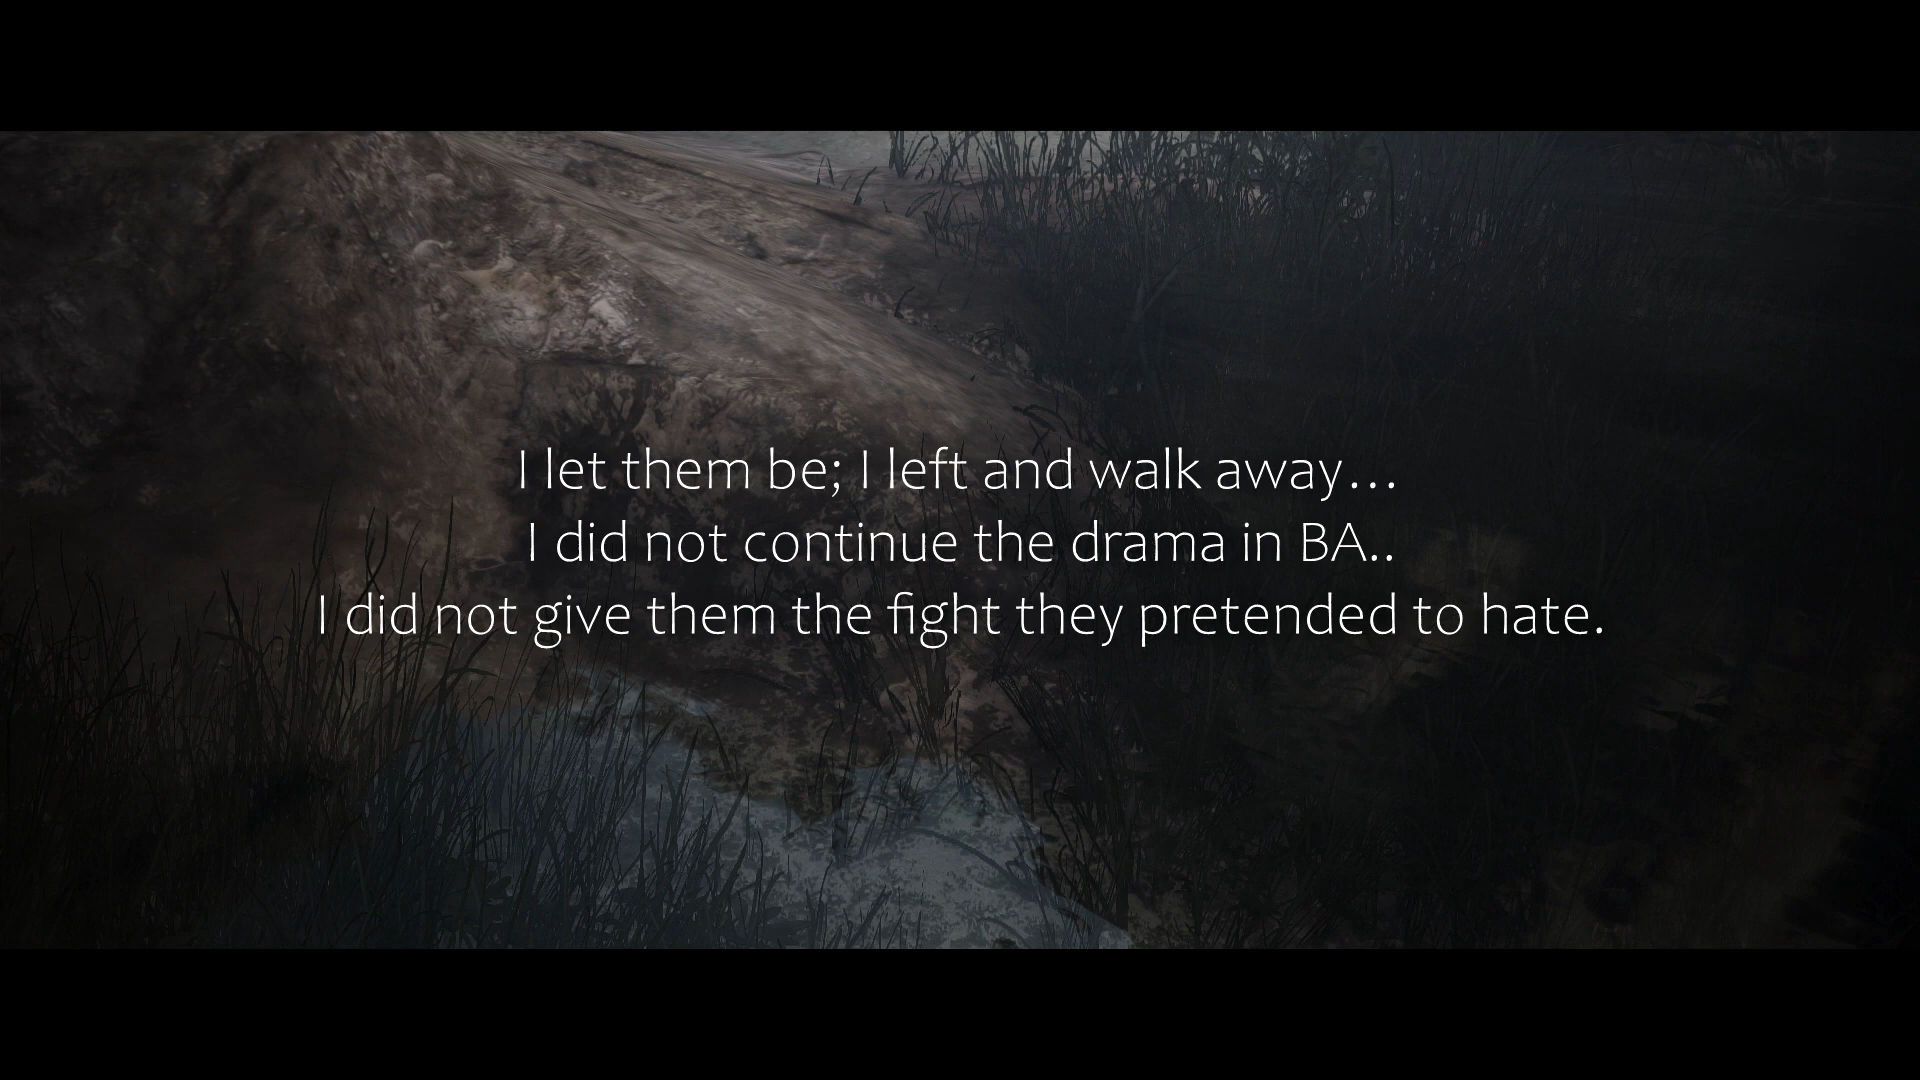 I let them be; I left and walk away...
I did not continue the drama in BA..
I did not give them the fight they pretended to hate.